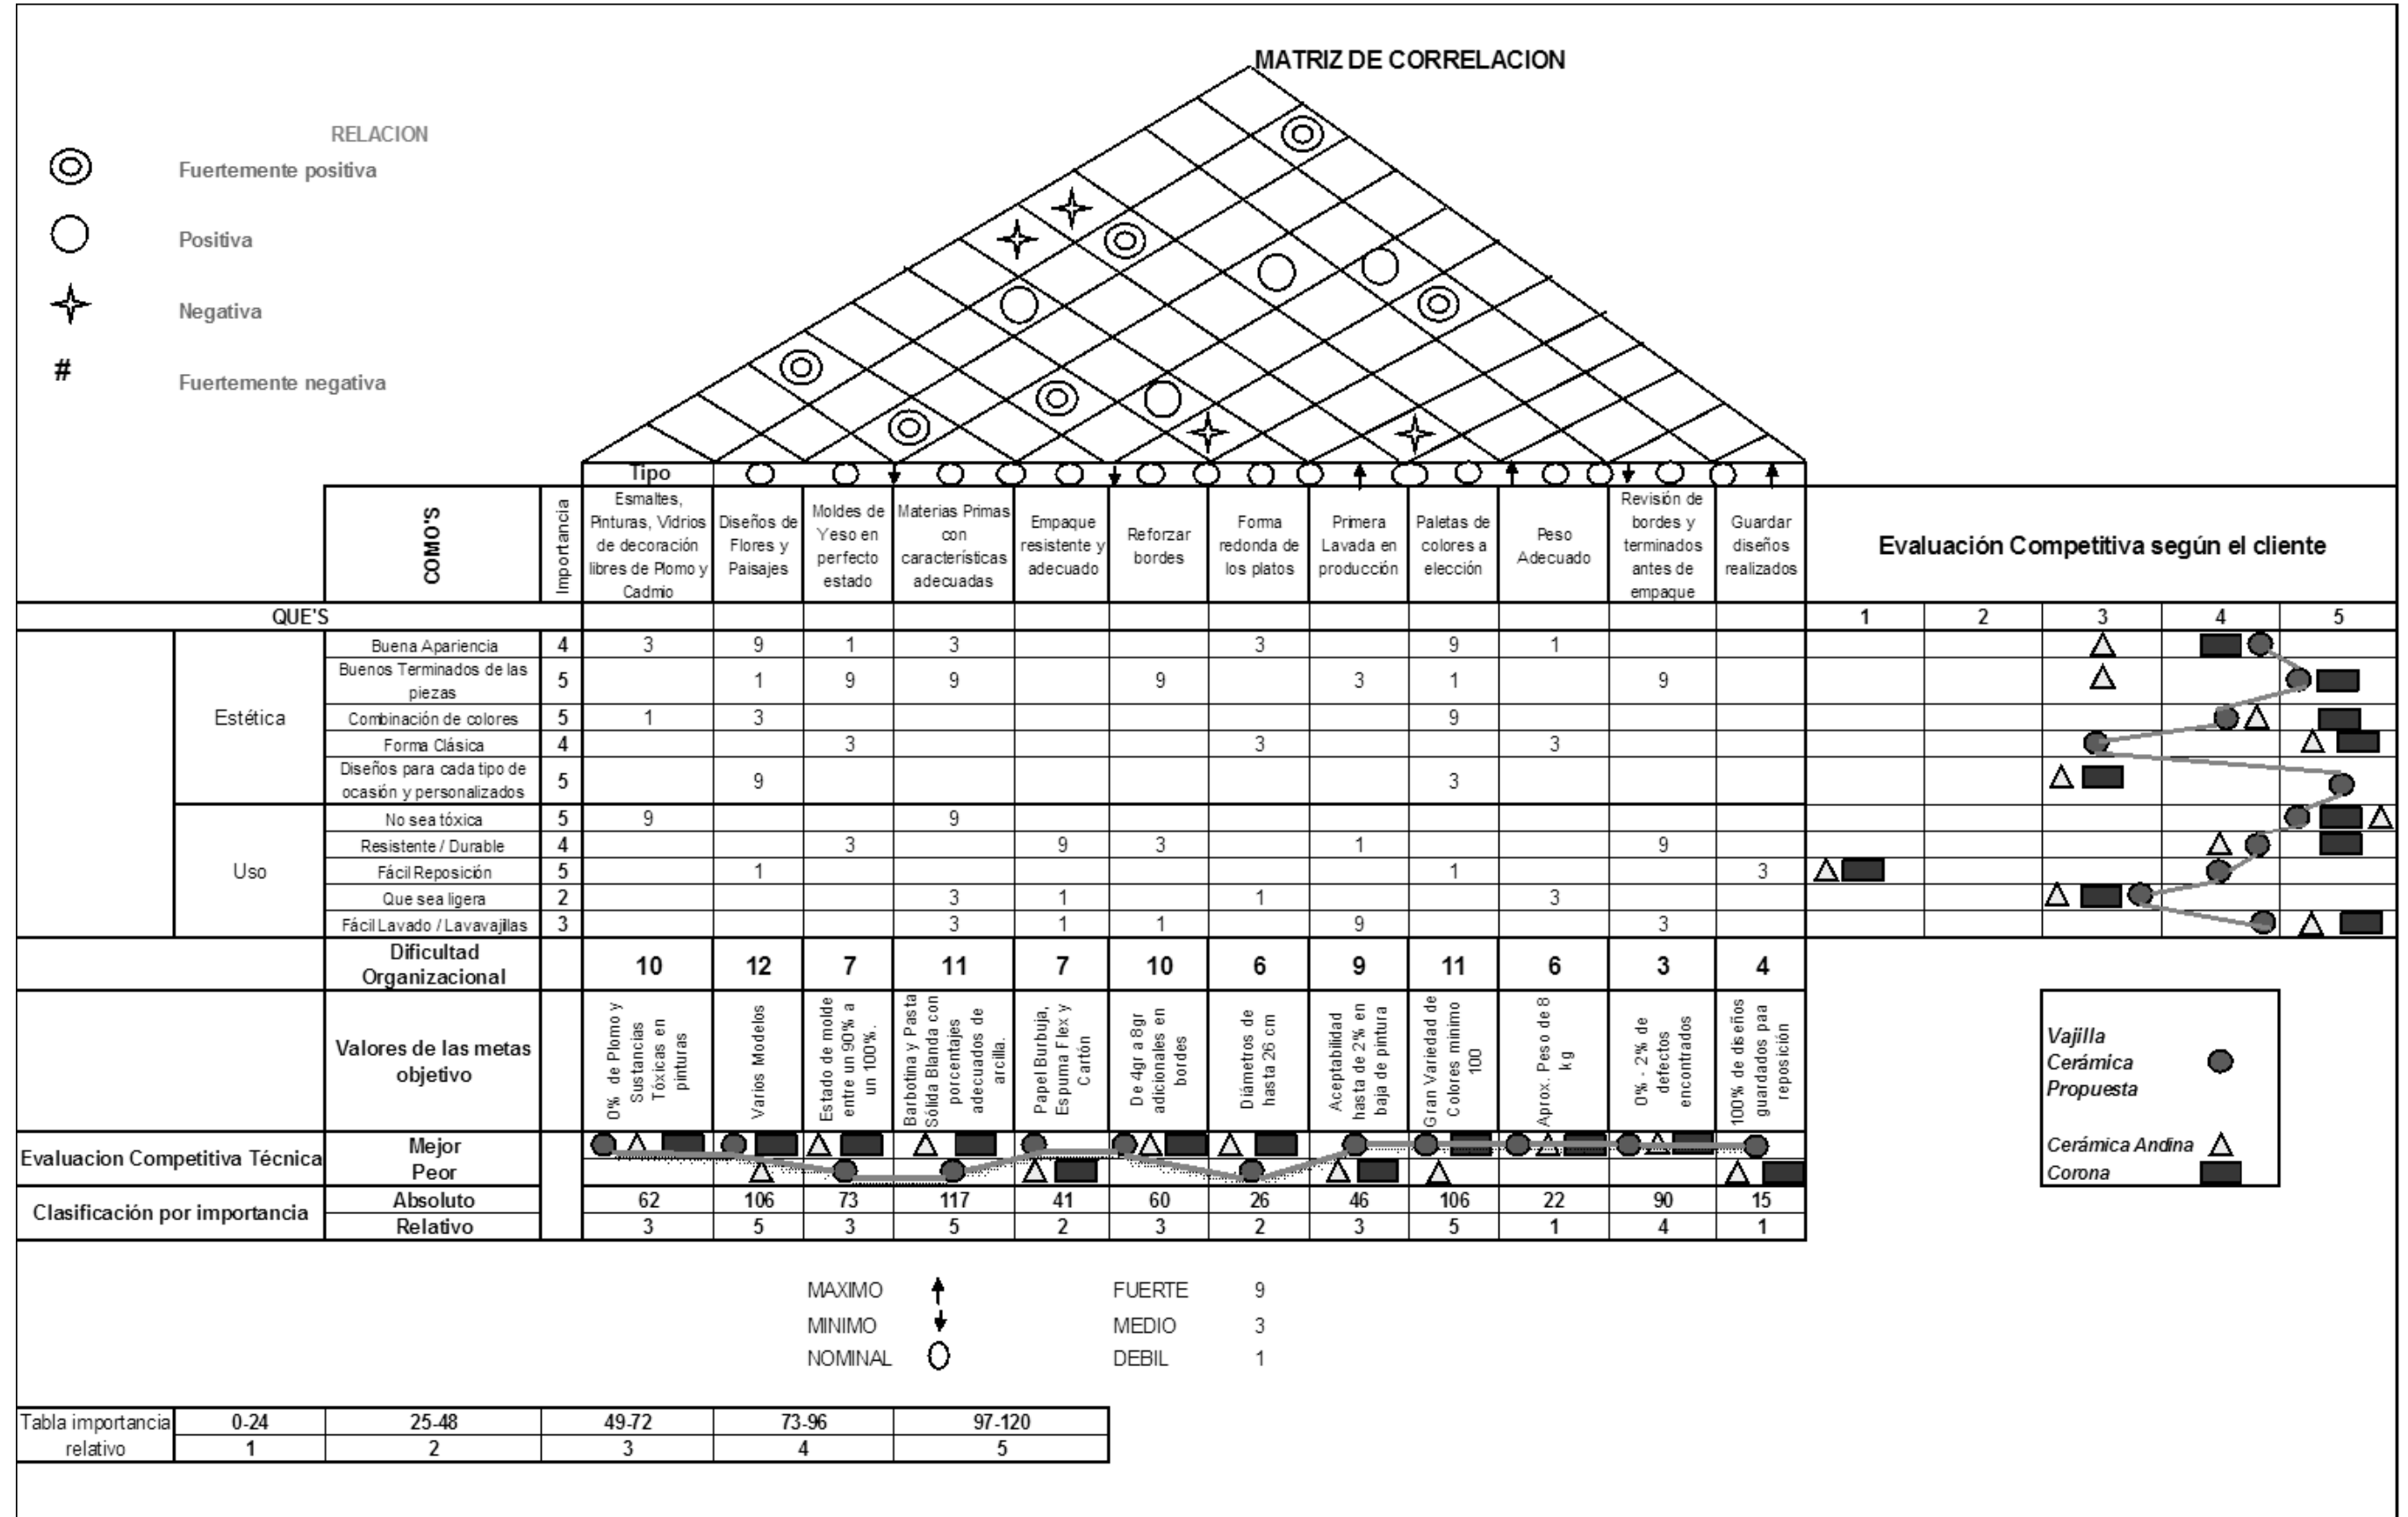 MATRIZ DE CORRELACION
RELACION
Fuertemente positiva
Positiva
Negativa
#
Fuertemente negativa
Tipo
COMO'S
Importancia
Esmaltes,
Pinturas, Vidrios
de decoración
libres de Plomo y
Cadmio
Diseños de
Flores y
Paisajes
Moldes de
Yeso en
perfecto
estado
Materias Primas
con
características
adecuadas
Empaque
resistente y
adecuado
Reforzar
bordes
Forma
redonda de
los platos
Primera
Lavada en
producción
Paletas de
colores a
elección
Peso
Adecuado
Revisión de
bordes y
terminados
antes de
empaque
Guardar
diseños
realizados
Evaluación Competitiva según el cliente
QUE'S
1 2 3 4 5
Estética
Buena Apariencia 4 3 9 1 3 3 9 1
Buenos Terminados de las
piezas
5 1 9 9 9 3 1 9
Combinación de colores 5 1 3 9
Forma Clásica 4 3 3 3
Diseños para cada tipo de
ocasión y personalizados
5 9 3
Uso
No sea tóxica 5 9 9
Resistente / Durable 4 3 9 3 1 9
Fácil Reposición 5 1 1 3
Que sea ligera 2 3 1 1 3
Fácil Lavado / Lavavajillas 3 3 1 1 9 3
Dificultad
Organizacional
10 12 7 11 7 10 6 9 11 6 3 4
Valores de las metas
objetivo
0% de Plomo y
Sustancias
Tóxicas en
pinturas
Varios Modelos
Estado de molde
entre un 90% a
un 100%.
Barbotina y Pasta
Sólida Blanda con
porcentajes
adecuados de
arcilla.
Papel Burbuja,
Espuma Flex y
Cartón
De 4gr a 8gr
adicionales en
bordes
Diámetros de
hasta 26 cm
Aceptabilidad
hasta de 2% en
baja de pintura
Gran Variedad de
Colores minimo
100
Aprox. Peso de 8
kg
0% - 2% de
defectos
encontrados
100% de diseños
guardados paa
reposición
Vajilla
Cerámica
Propuesta
Cerámica Andina
Corona
Evaluacion Competitiva Técnica
Mejor
Peor
Clasificación por importancia
Absoluto 62 106 73 117 41 60 26 46 106 22 90 15
Relativo 3 5 3 5 2 3 2 3 5 1 4 1
MAXIMO FUERTE 9
MINIMO MEDIO 3
NOMINAL DEBIL 1
Tabla importancia
relativo
0-24 25-48 49-72 73-96 97-120
1 2 3 4 5